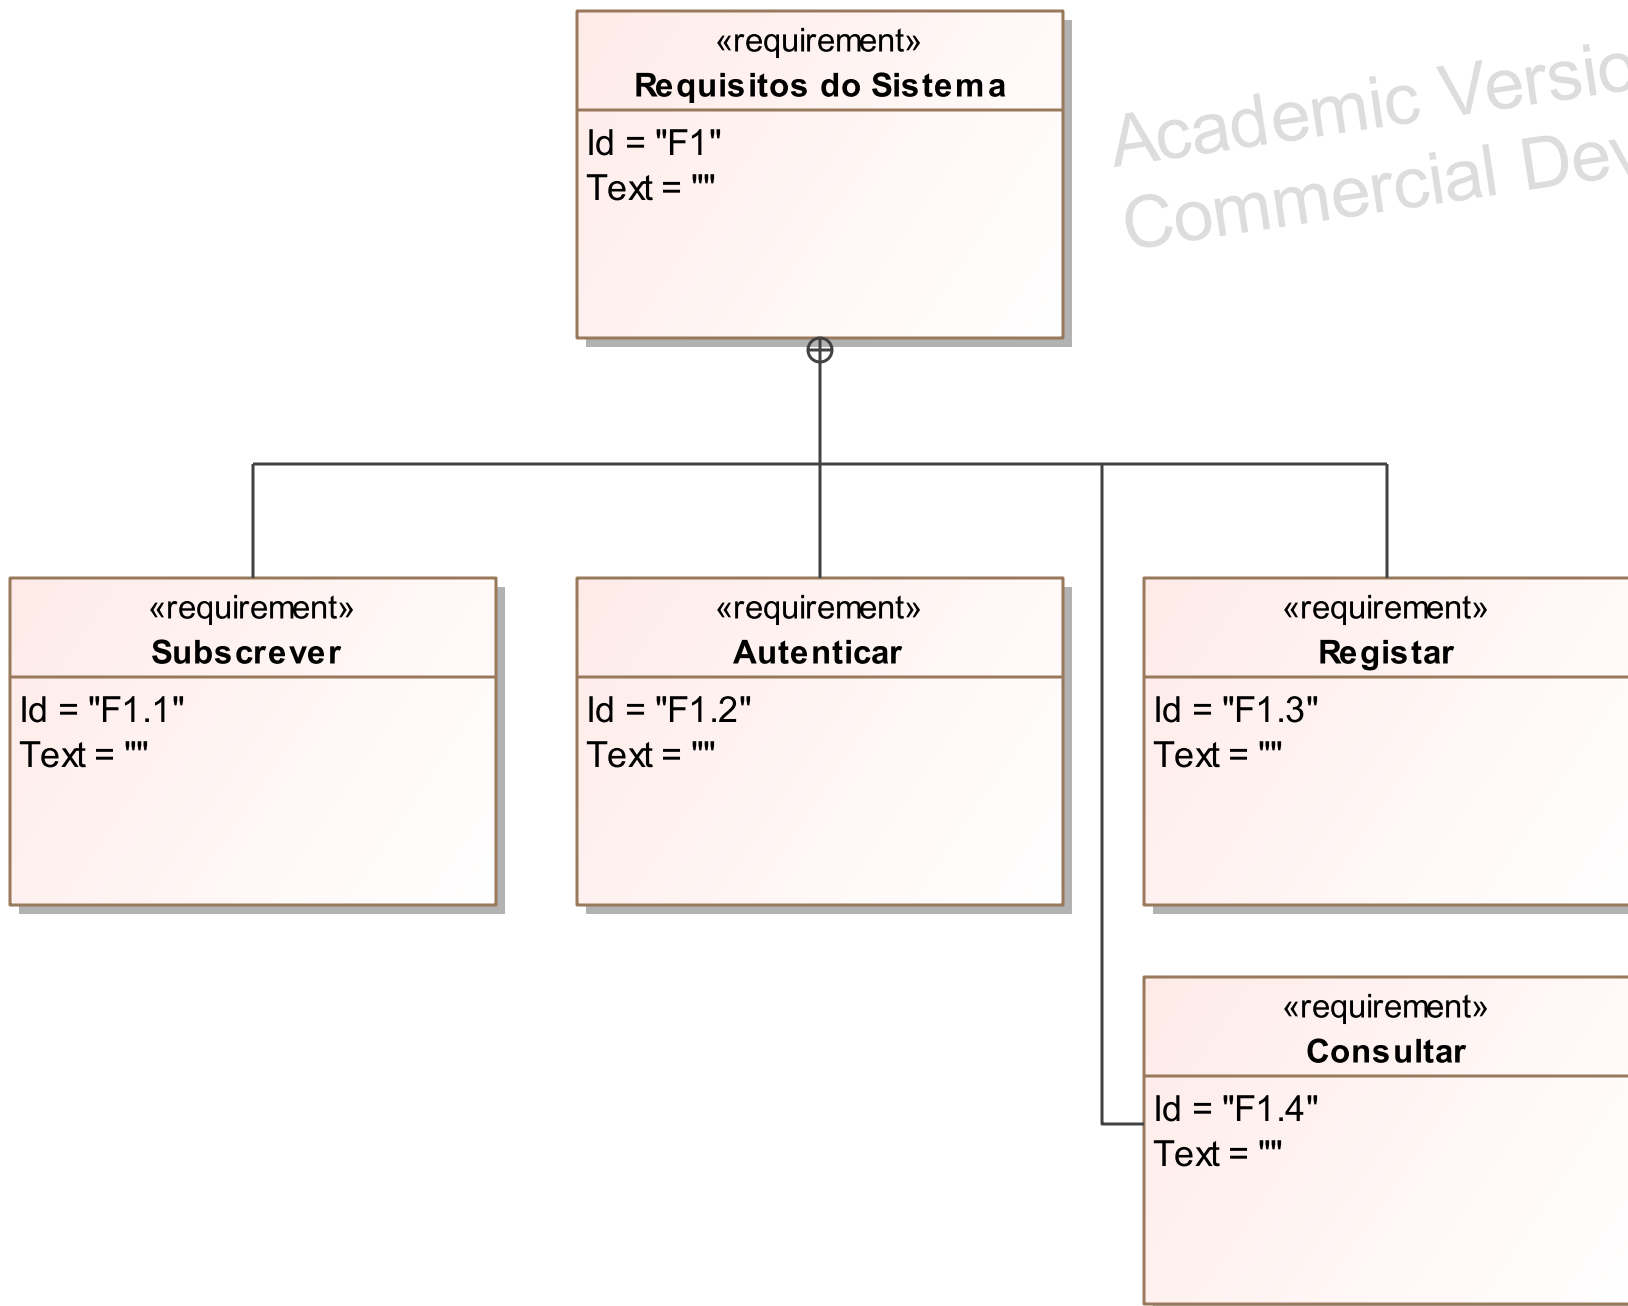 «requirement»
Requisitos do Sistema
Id = "F1"
Text = ""
Academic Versio
Commercial Dev
«requirement»
Subscrever
Id = "F1.1"
Text = ""
«requirement»
Autenticar
Id = "F1.2"
Text = ""
«requirement»
Registar
Id = "F1.3"
Text = ""
«requirement»
Consultar
Id = "F1.4"
Text = ""